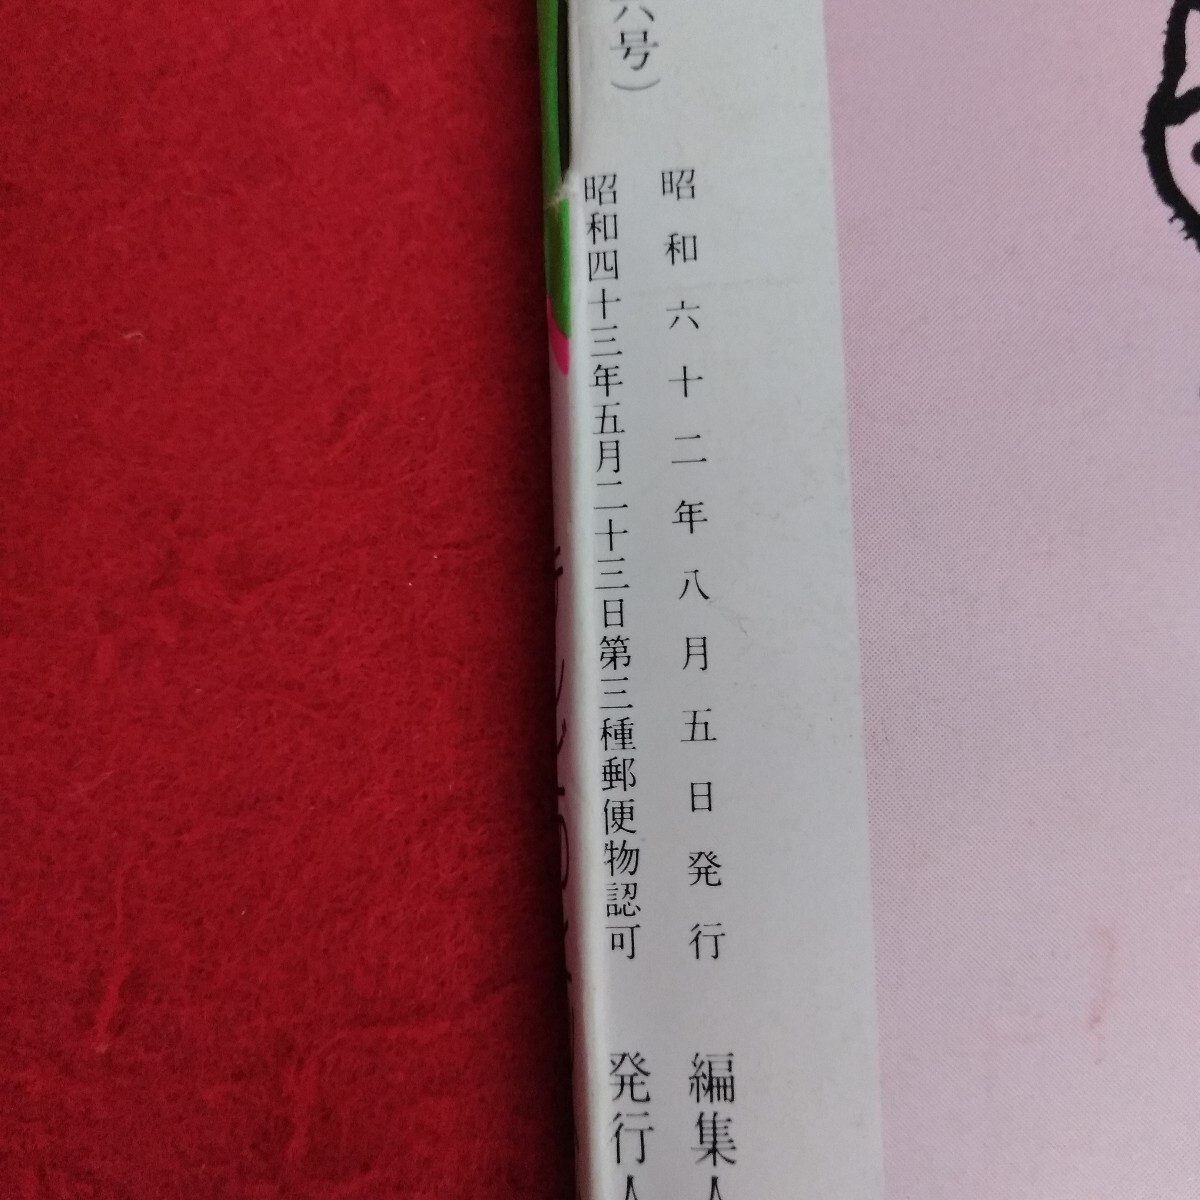 六号）
昭和六十二年八月五日発行
編集人
昭和四十三年五月二十三日第三種郵便物認可
発行人